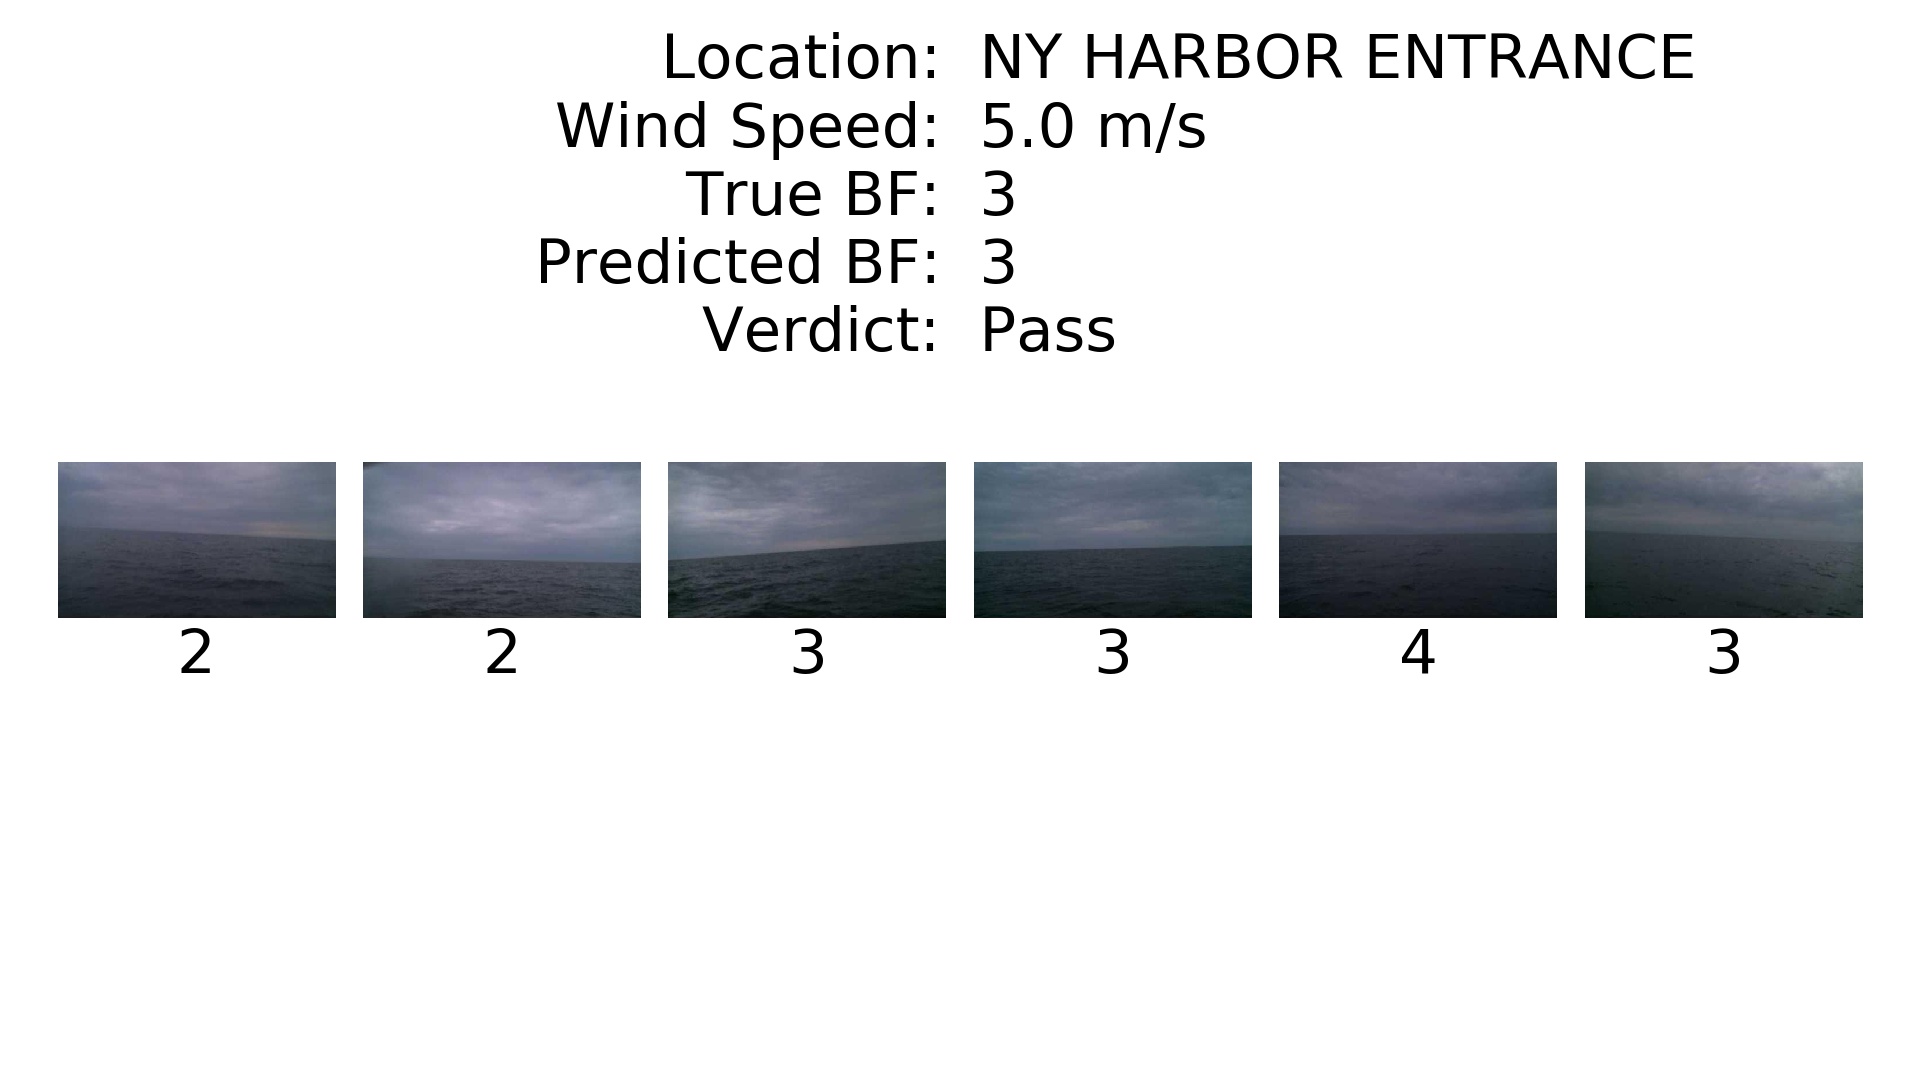 Location: NY HARBOR ENTRANCE
Wind Speed: 5.0 m/s
True BF: 3
Predicted BF: 3
Verdict: Pass
2 2 3 3 4 3